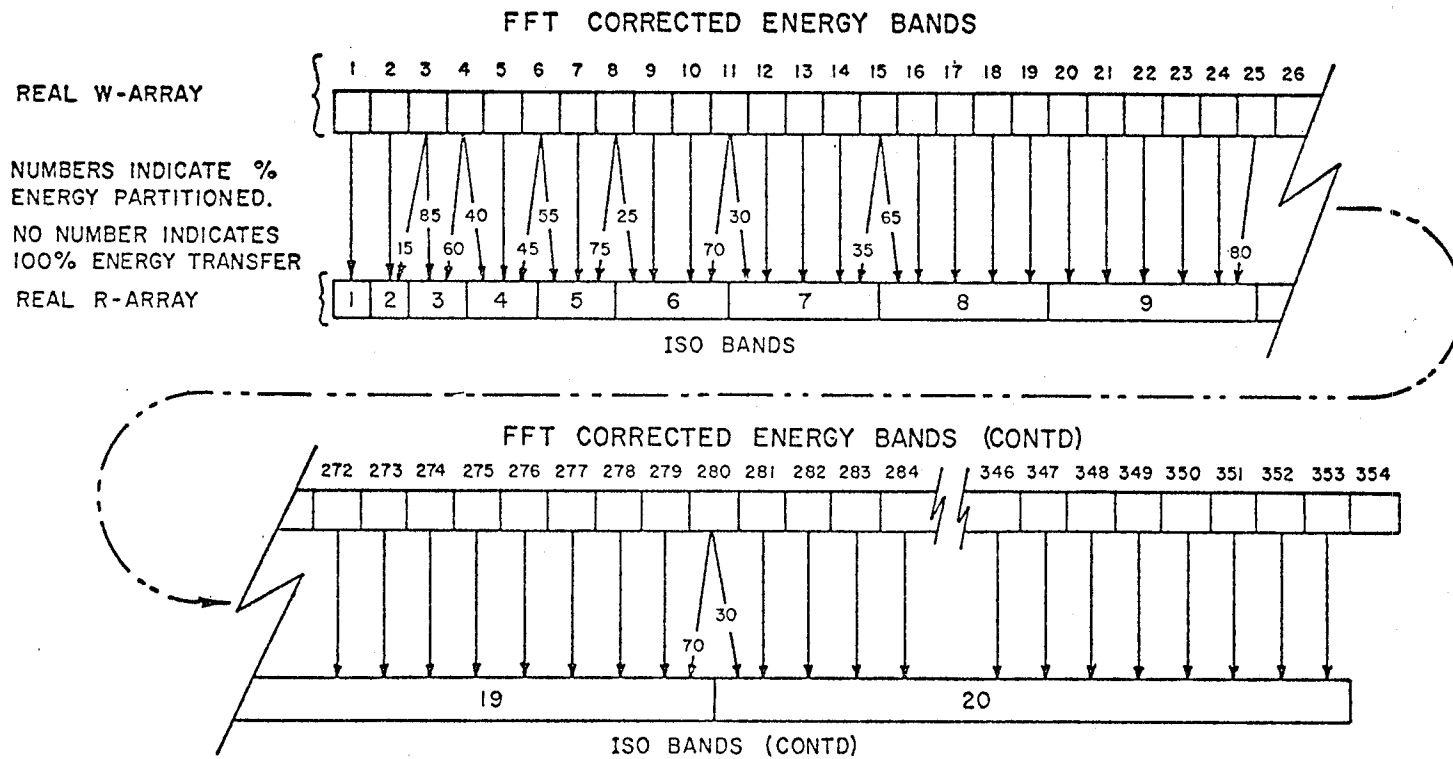 FFT CORRECTED ENERGY BANDS
1 2 3 4 5 6 7 8 9 10 11 12 13 14 15 16 17 18 19 20 21 22 23 24 25 26
REAL W-ARRAY
NUMBERS INDICATE %
ENERGY PARTITIONED.
NO NUMBER INDICATES
100% ENERGY TRANSFER
85 40 55 25 30 65
15 60 45 75 70 35 80
REAL R-ARRAY
1 2 3 4 5 6 7 8 9
ISO BANDS
FFT CORRECTED ENERGY BANDS (CONTD)
272 273 274 275 276 277 278 279 280 281 282 283 284 346 347 348 349 350 351 352 353 354
30
70
19 20
ISO BANDS (CONTD)